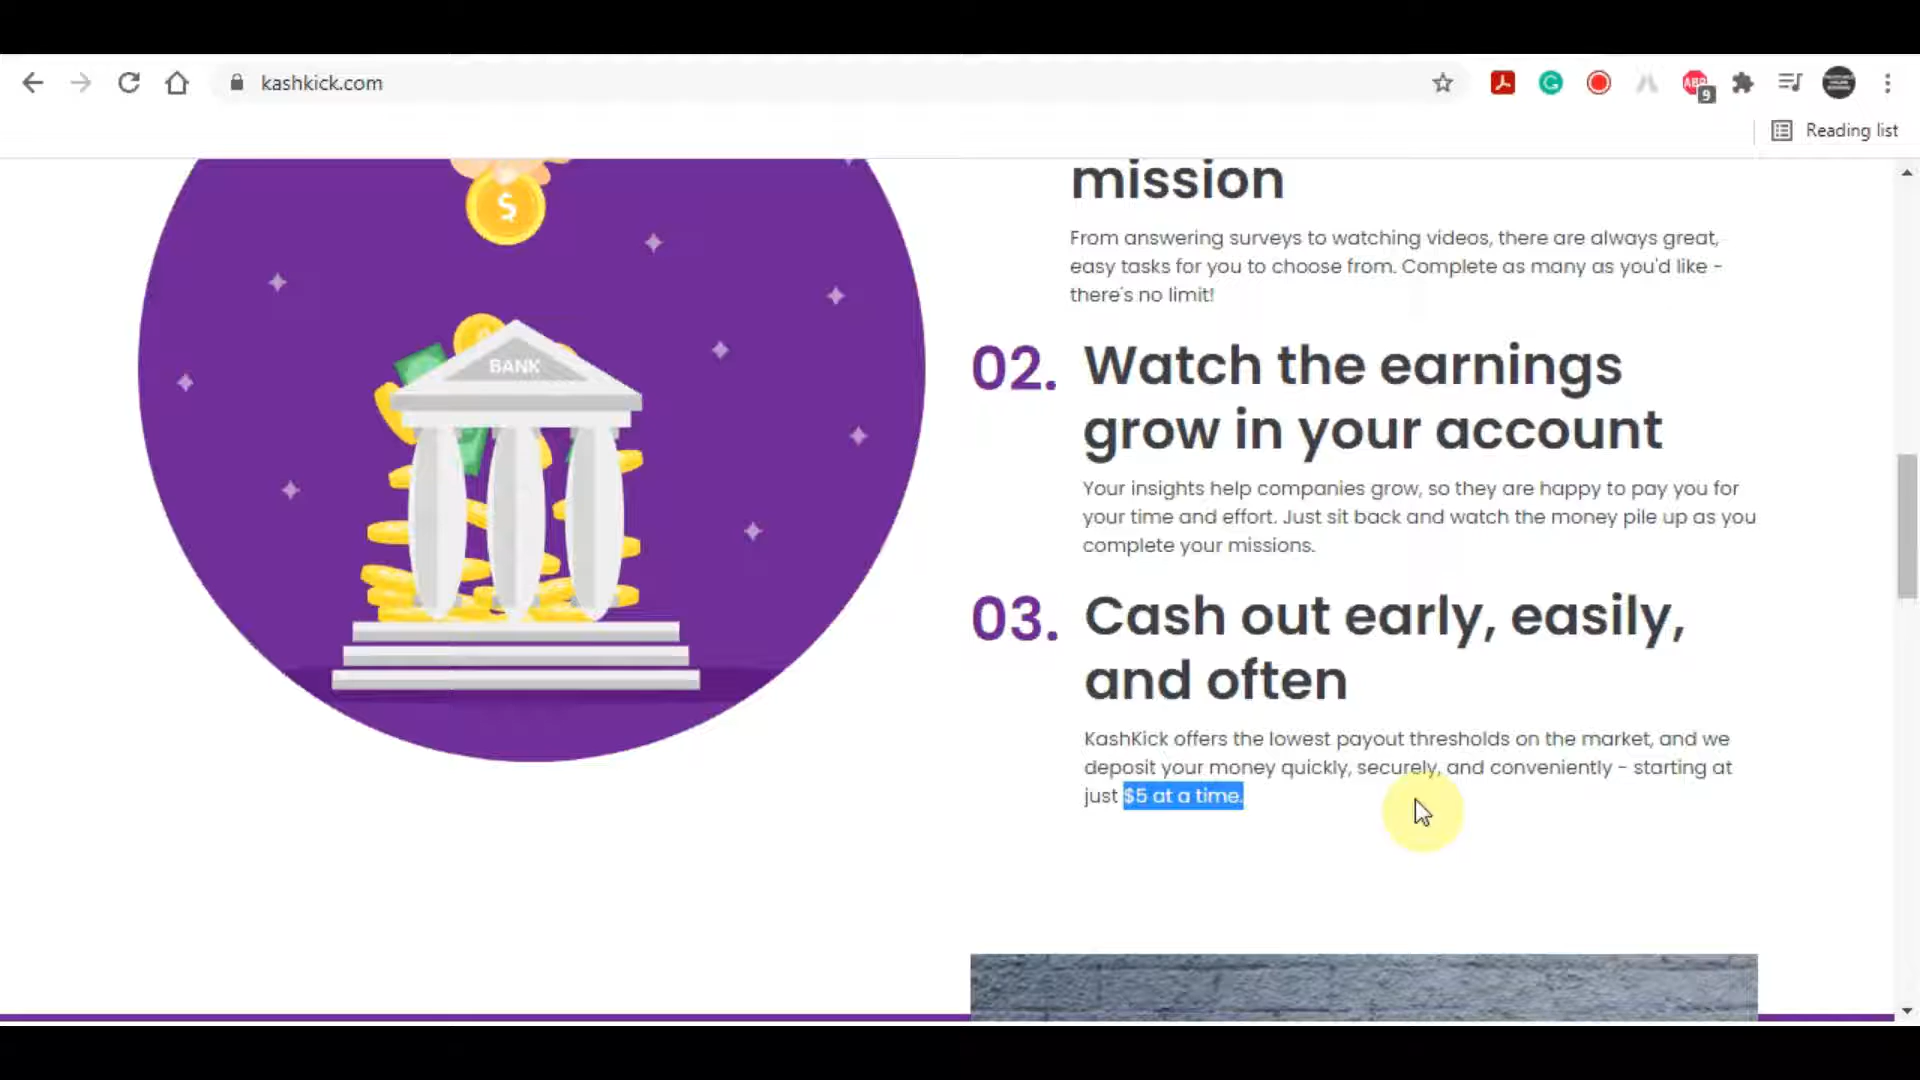 kashkick.com
ABP
9
Reading list
$
mission
From answering surveys to watching videos, there are always great,
easy tasks for you to choose from. Complete as many as you'd like -
there's no limit!
BANK
02.
Watch the earnings
grow in your account
Your insights help companies grow, so they are happy to pay you for
your time and effort. Just sit back and watch the money pile up as you
complete your missions.
03.
Cash out early, easily,
and often
KashKick offers the lowest payout thresholds on the market, and we
deposit your money quickly, securely, and conveniently - starting at
just $5 at a time.